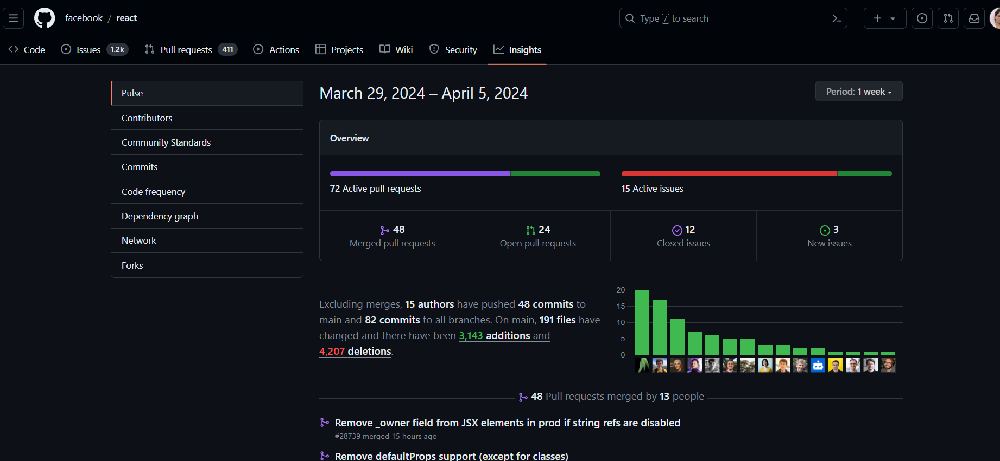 facebook / react
Type / to search
Code
Issues 1.2k
Pull requests 411
Actions
Projects
Wiki
Security
Insights
Pulse
Contributors
Community Standards
Commits
Code frequency
Dependency graph
Network
Forks
March 29, 2024 – April 5, 2024
Period: 1 week
Overview
72 Active pull requests
15 Active issues
48
Merged pull requests
24
Open pull requests
12
Closed issues
3
New issues
Excluding merges, 15 authors have pushed 48 commits to
main and 82 commits to all branches. On main, 191 files have
changed and there have been 3,143 additions and
4,207 deletions.
20
15
10
5
0
48 Pull requests merged by 13 people
Remove _owner field from JSX elements in prod if string refs are disabled
#28739 merged 15 hours ago
Remove defaultProps support (except for classes)